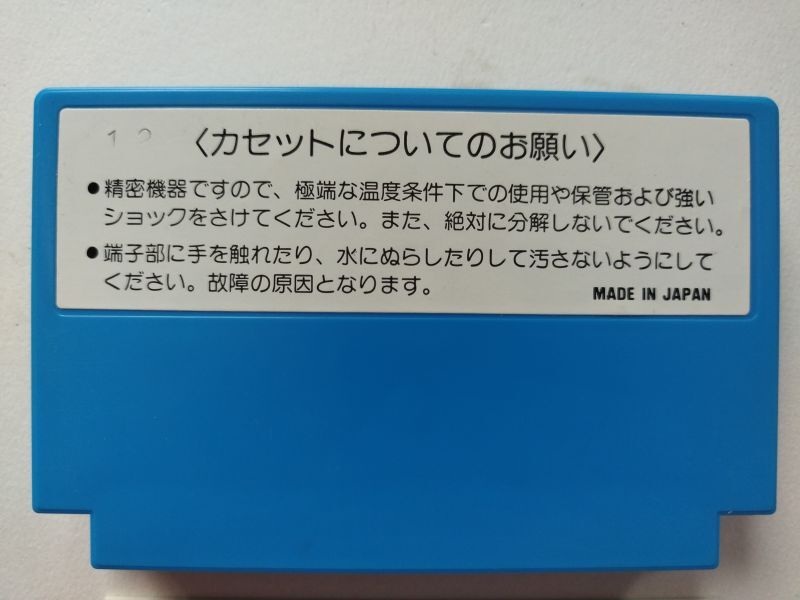 〈カセットについてのお願い〉
●精密機器ですので、極端な温度条件下での使用や保管および強い
ショックをさけてください。また、絶対に分解しないでください。
●端子部に手を触れたり、水にぬらしたりして汚さないようにして
ください。故障の原因となります。
MADE IN JAPAN